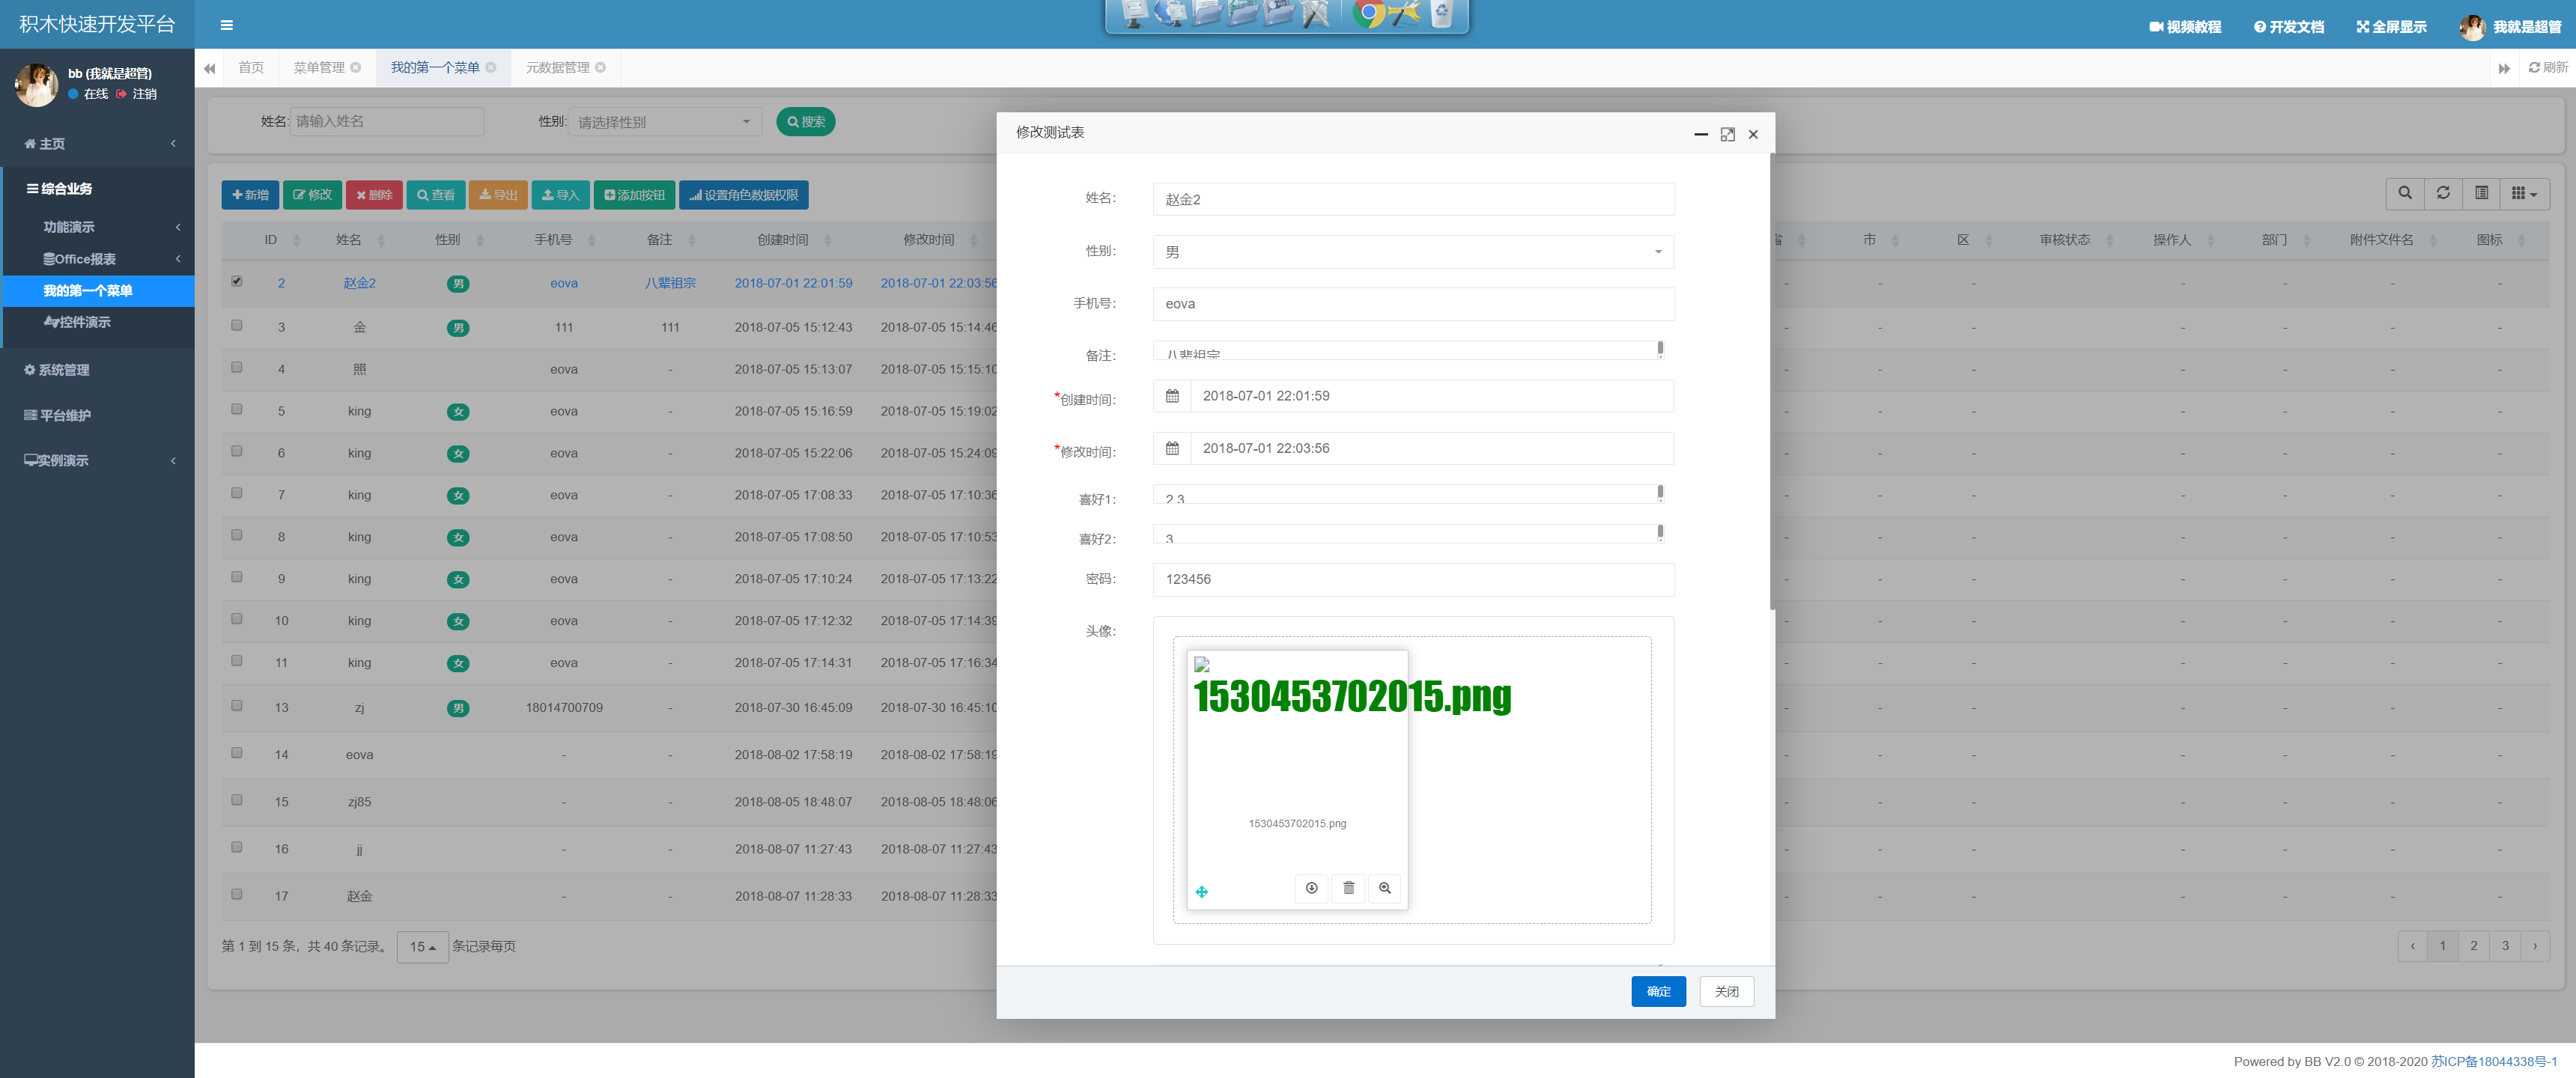 积木快速开发平台
视频教程 开发文档 全屏显示 我就是超管
bb (我就是超管)
在线 注销
首页 菜单管理 我的第一个菜单 元数据管理 刷新
主页
综合业务
功能演示
Office报表
我的第一个菜单
控件演示
系统管理
平台维护
实例演示
姓名: 请输入姓名 性别: 请选择性别 搜索
新增 修改 删除 查看 导出 导入 添加按钮 设置角色数据权限
ID 姓名 性别 手机号 备注 创建时间 修改时间 省 市 区 审核状态 操作人 部门 附件文件名 图标
2 赵金2 男 eova 八辈祖宗 2018-07-01 22:01:59 2018-07-01 22:03:56 - - - - - - - -
3 金 男 111 111 2018-07-05 15:12:43 2018-07-05 15:14:46 - - - - - - - -
4 照 eova - 2018-07-05 15:13:07 2018-07-05 15:15:10 - - - - - - - -
5 king 女 eova - 2018-07-05 15:16:59 2018-07-05 15:19:02 - - - - - - - -
6 king 女 eova - 2018-07-05 15:22:06 2018-07-05 15:24:09 - - - - - - - -
7 king 女 eova - 2018-07-05 17:08:33 2018-07-05 17:10:36 - - - - - - - -
8 king 女 eova - 2018-07-05 17:08:50 2018-07-05 17:10:53 - - - - - - - -
9 king 女 eova - 2018-07-05 17:10:24 2018-07-05 17:13:22 - - - - - - - -
10 king 女 eova - 2018-07-05 17:12:32 2018-07-05 17:14:39 - - - - - - - -
11 king 女 eova - 2018-07-05 17:14:31 2018-07-05 17:16:34 - - - - - - - -
13 zj 男 18014700709 - 2018-07-30 16:45:09 2018-07-30 16:45:10 - - - - - - - -
14 eova - - 2018-08-02 17:58:19 2018-08-02 17:58:19 - - - - - - - -
15 zj85 - - 2018-08-05 18:48:07 2018-08-05 18:48:06 - - - - - - - -
16 jj - - 2018-08-07 11:27:43 2018-08-07 11:27:43 - - - - - - - -
17 赵金 - - 2018-08-07 11:28:33 2018-08-07 11:28:33 - - - - - - - -
第 1 到 15 条，共 40 条记录。 15 条记录每页
‹ 1 2 3 ›
修改测试表
姓名: 赵金2
性别: 男
手机号: eova
备注: 八辈祖宗
*创建时间: 2018-07-01 22:01:59
*修改时间: 2018-07-01 22:03:56
喜好1: 2,3
喜好2: 3
密码: 123456
头像:
1530453702015.png
1530453702015.png
确定 关闭
Powered by BB V2.0 © 2018-2020 苏ICP备18044338号-1